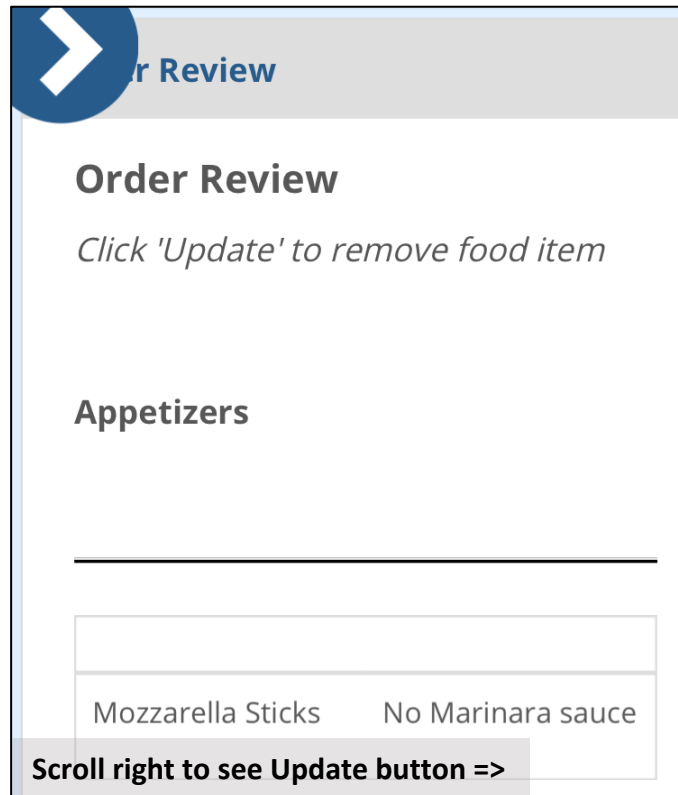 r Review
Order Review
Click 'Update' to remove food item
Appetizers
Mozzarella Sticks No Marinara sauce
Scroll right to see Update button =>